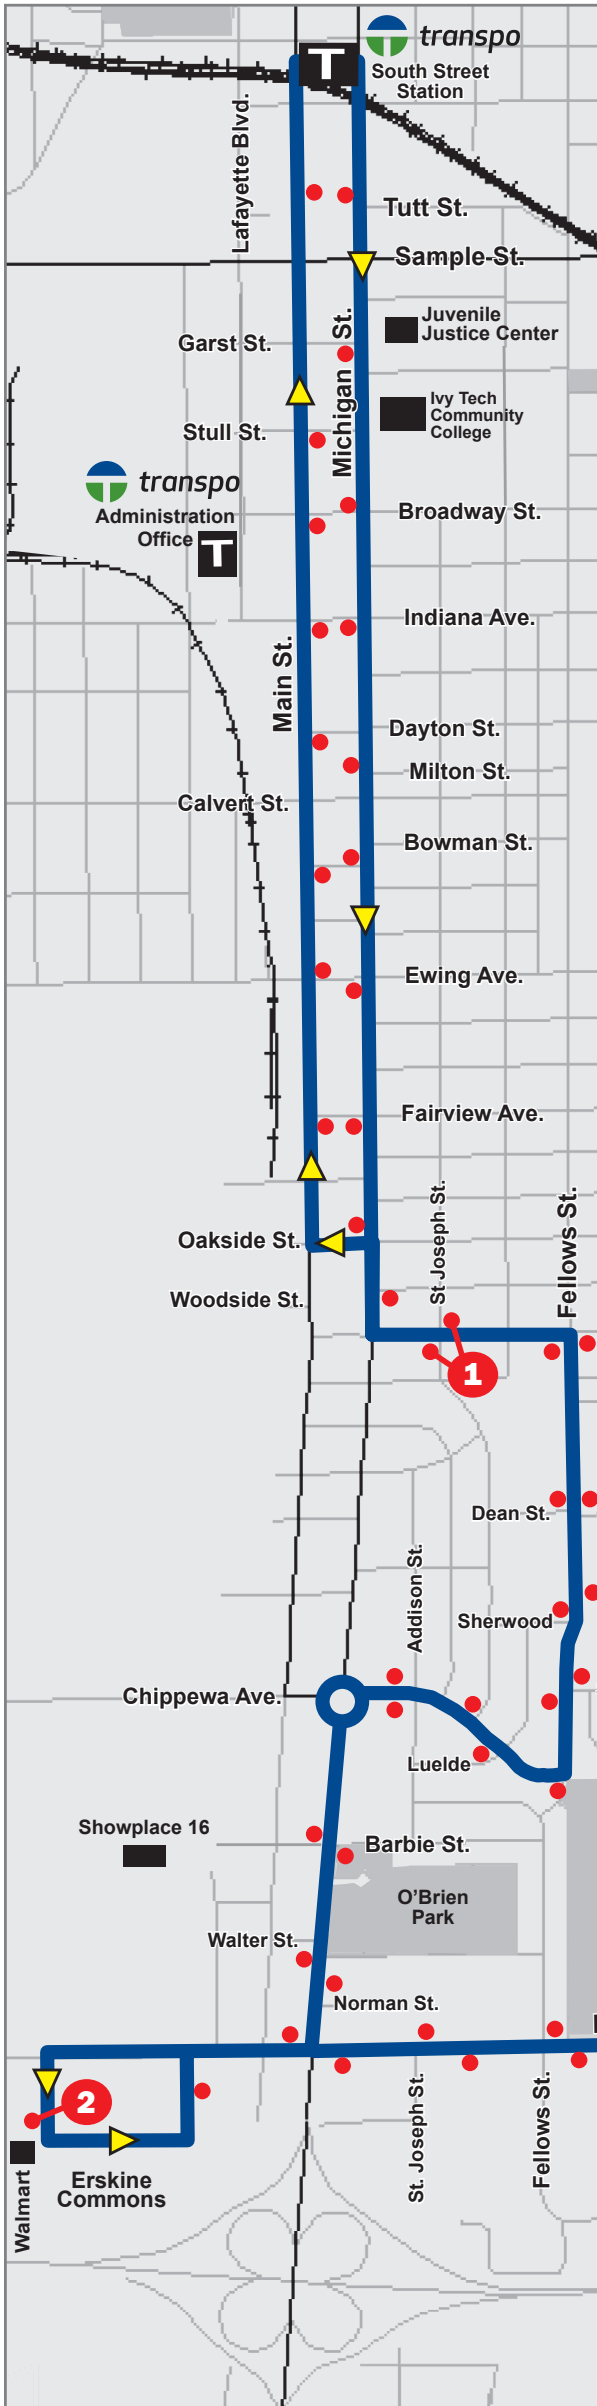 transpo
South Street
Station
T
Lafayette Blvd.
Tutt St.
Sample St.
Juvenile
Justice Center
Michigan St.
Garst St.
Ivy Tech
Community
College
Stull St.
transpo
Administration
Office
T
Broadway St.
Indiana Ave.
Main St.
Dayton St.
Milton St.
Calvert St.
Bowman St.
Ewing Ave.
Fairview Ave.
St Joseph St.
Fellows St.
Oakside St.
Woodside St.
1
Dean St.
Addison St.
Sherwood
Chippewa Ave.
Luelde
Showplace 16
Barbie St.
O'Brien
Park
Walter St.
Norman St.
2
St. Joseph St.
Fellows St.
Walmart
Erskine
Commons